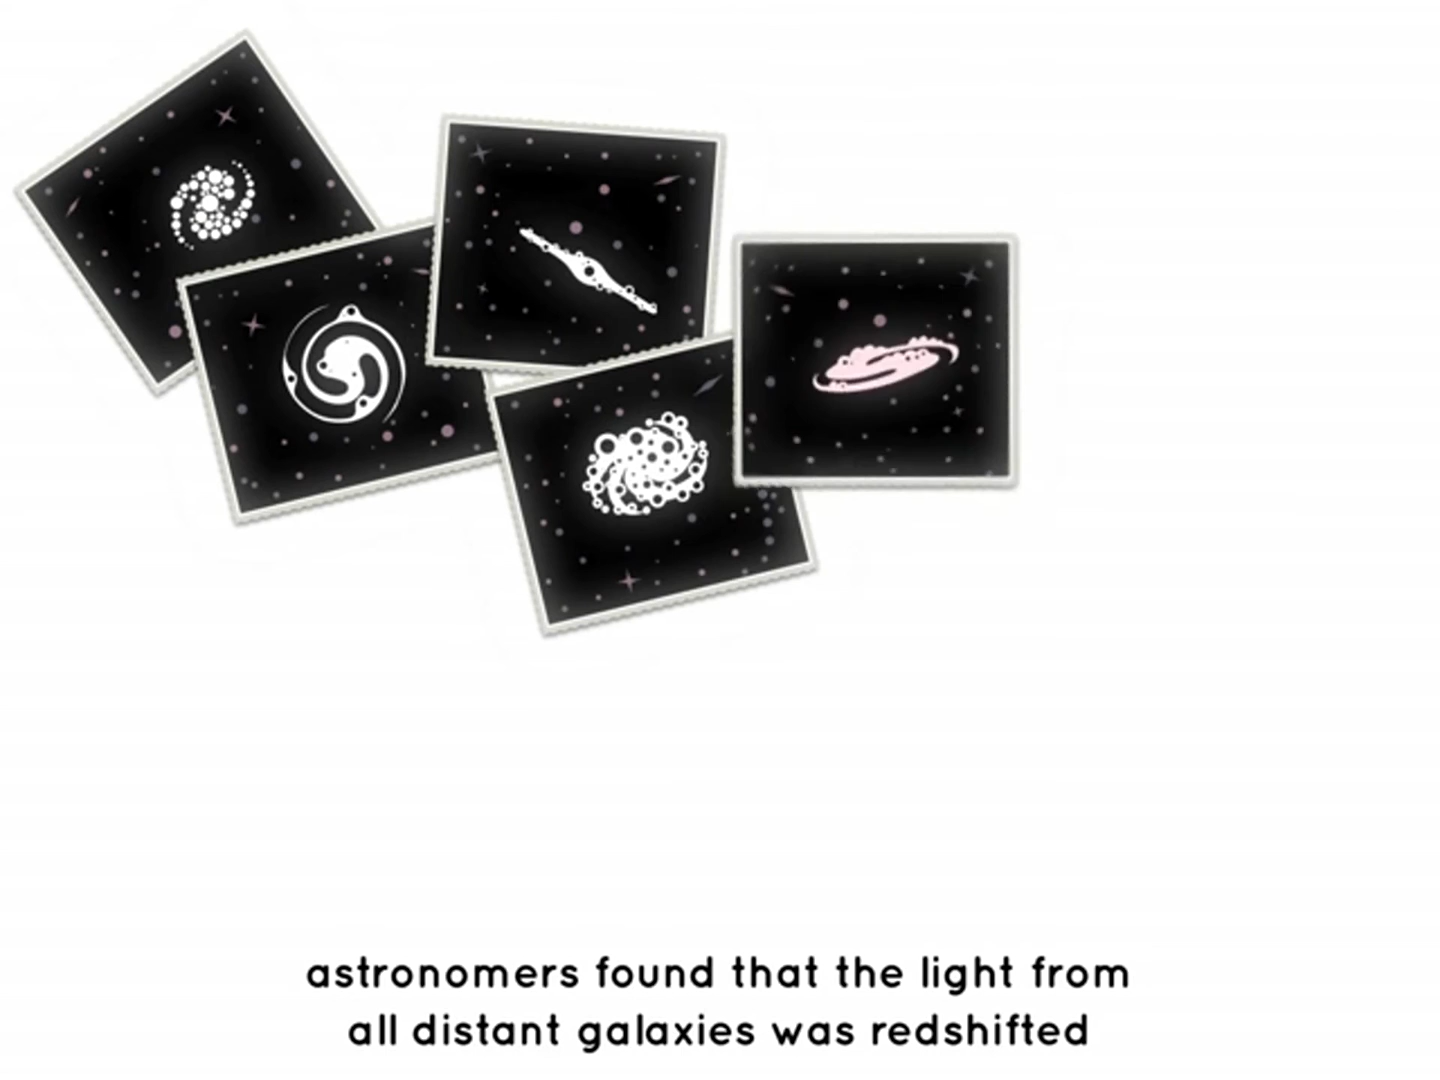 astronomers found that the light from
all distant galaxies was redshifted